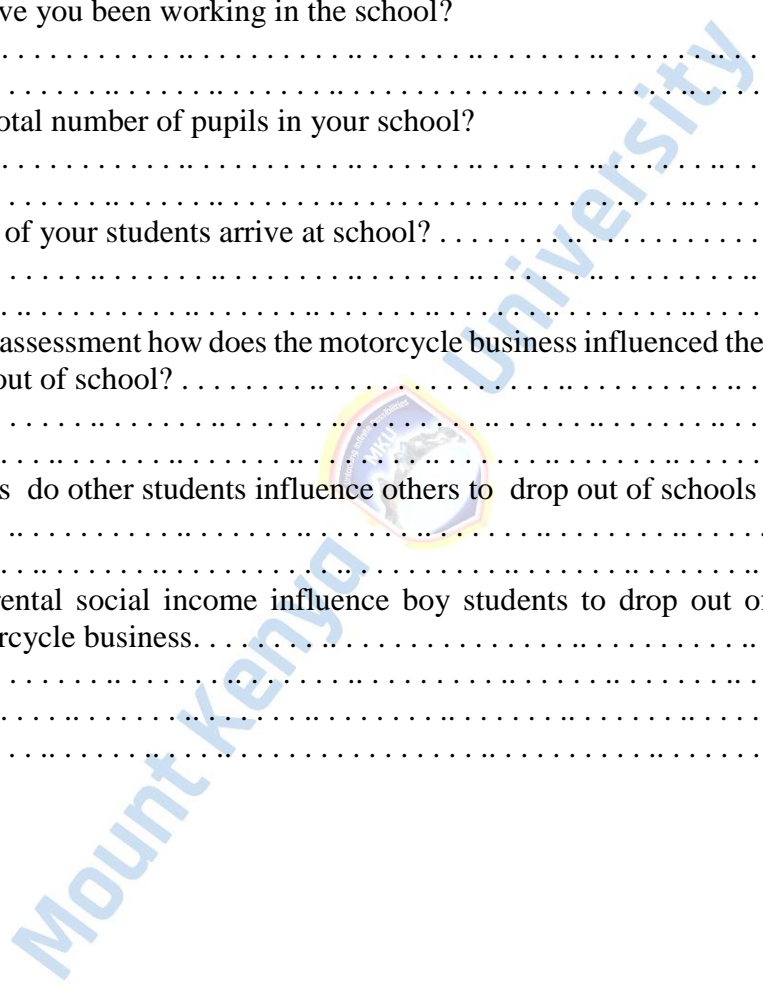 ve you been working in the school?
. . . . . . . . . . . .. . . . . . . . . . .. . . . . . . .. . . . . . . .. . . . . . . .. . .
. . . . . . . .. . . . . . .. . . . . . . .. . . . . . . . . . . .. . . . . . . . . . .. . . . .
otal number of pupils in your school?
. . . . . . . . . . . .. . . . . . . . . . .. . . . . . . .. . . . . . . .. . . . . . . .. . .
. . . . . . . .. . . . . . .. . . . . . . .. . . . . . . . . . . .. . . . . . . . . . .. . . . .
of your students arrive at school? . . . . . . . . .. . . . . . . . . . . .
. . . . . .. . . . . . . .. . . . . . . . .. . . . . . . .. . . . . . . .. . . . . . . . . . ..
. .. . . . . . . . . . .. . . . . . . .. . . . . . . .. . . . . . . .. . . . . . . . . .. . . . .
assessment how does the motorcycle business influenced the
out of school? . . . . . . . . .. . . . . . . . . . . . . . . .. . . . . . . . . . .. . .
. . . . . .. . . . . . . .. . . . . . . .. . . . . . . . . .. . . . . . . .. . . . . . . .. . .
. . . . .. . . . . . . . . . . . . .. . . . . . . . .. . . . . . . .. . . . . . . .. . . . . .
s do other students influence others to drop out of schools
.. . . . . . . . . . .. . . . . . . .. . . . . . . .. . . . . . . .. . . . . . . .. . . . . .
. . .. . . . . . . .. . . . . . . . . . .. . . . . . . . . . .. . . . . . . .. . . . . . . ..
rental social income influence boy students to drop out of
rcycle business. . . . . . . . .. . . . . . . . . . . . . . . .. . . . . . . . . . ..
. . . . . . .. . . . . . . .. . . . . . . .. . . . . . . . . . .. . . . . . .. . . . . . . .. . .
. . . . .. . . . . . . .. . . . . . . .. . . . . . . . .. . . . . . . .. . . . . . . .. . . . .
. . .. . . . . . .. . . .. . . . . . . . . . . . . . . . .. . . . . . . . . . .. . . . . . .
Mount Kenya University
MKU